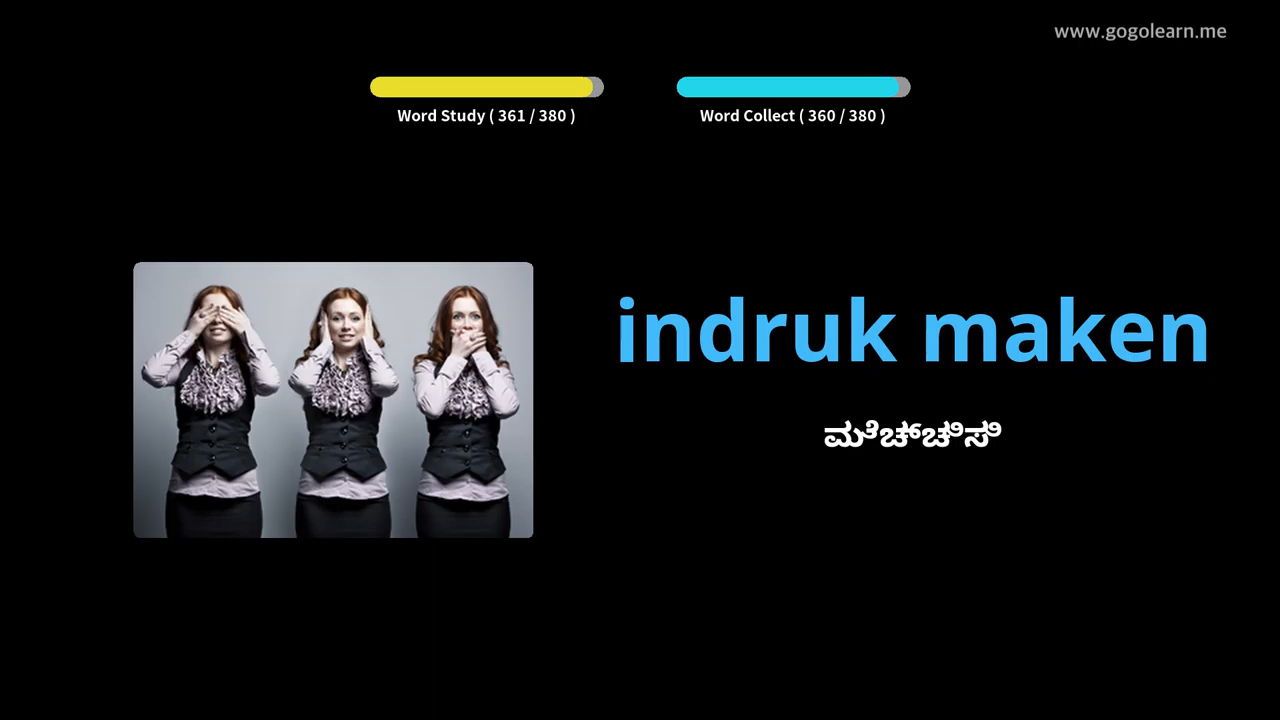 www.gogolearn.me
Word Study ( 361 / 380 )
Word Collect ( 360 / 380 )
indruk maken
ಮೆಚ್ಚಿಸಿ